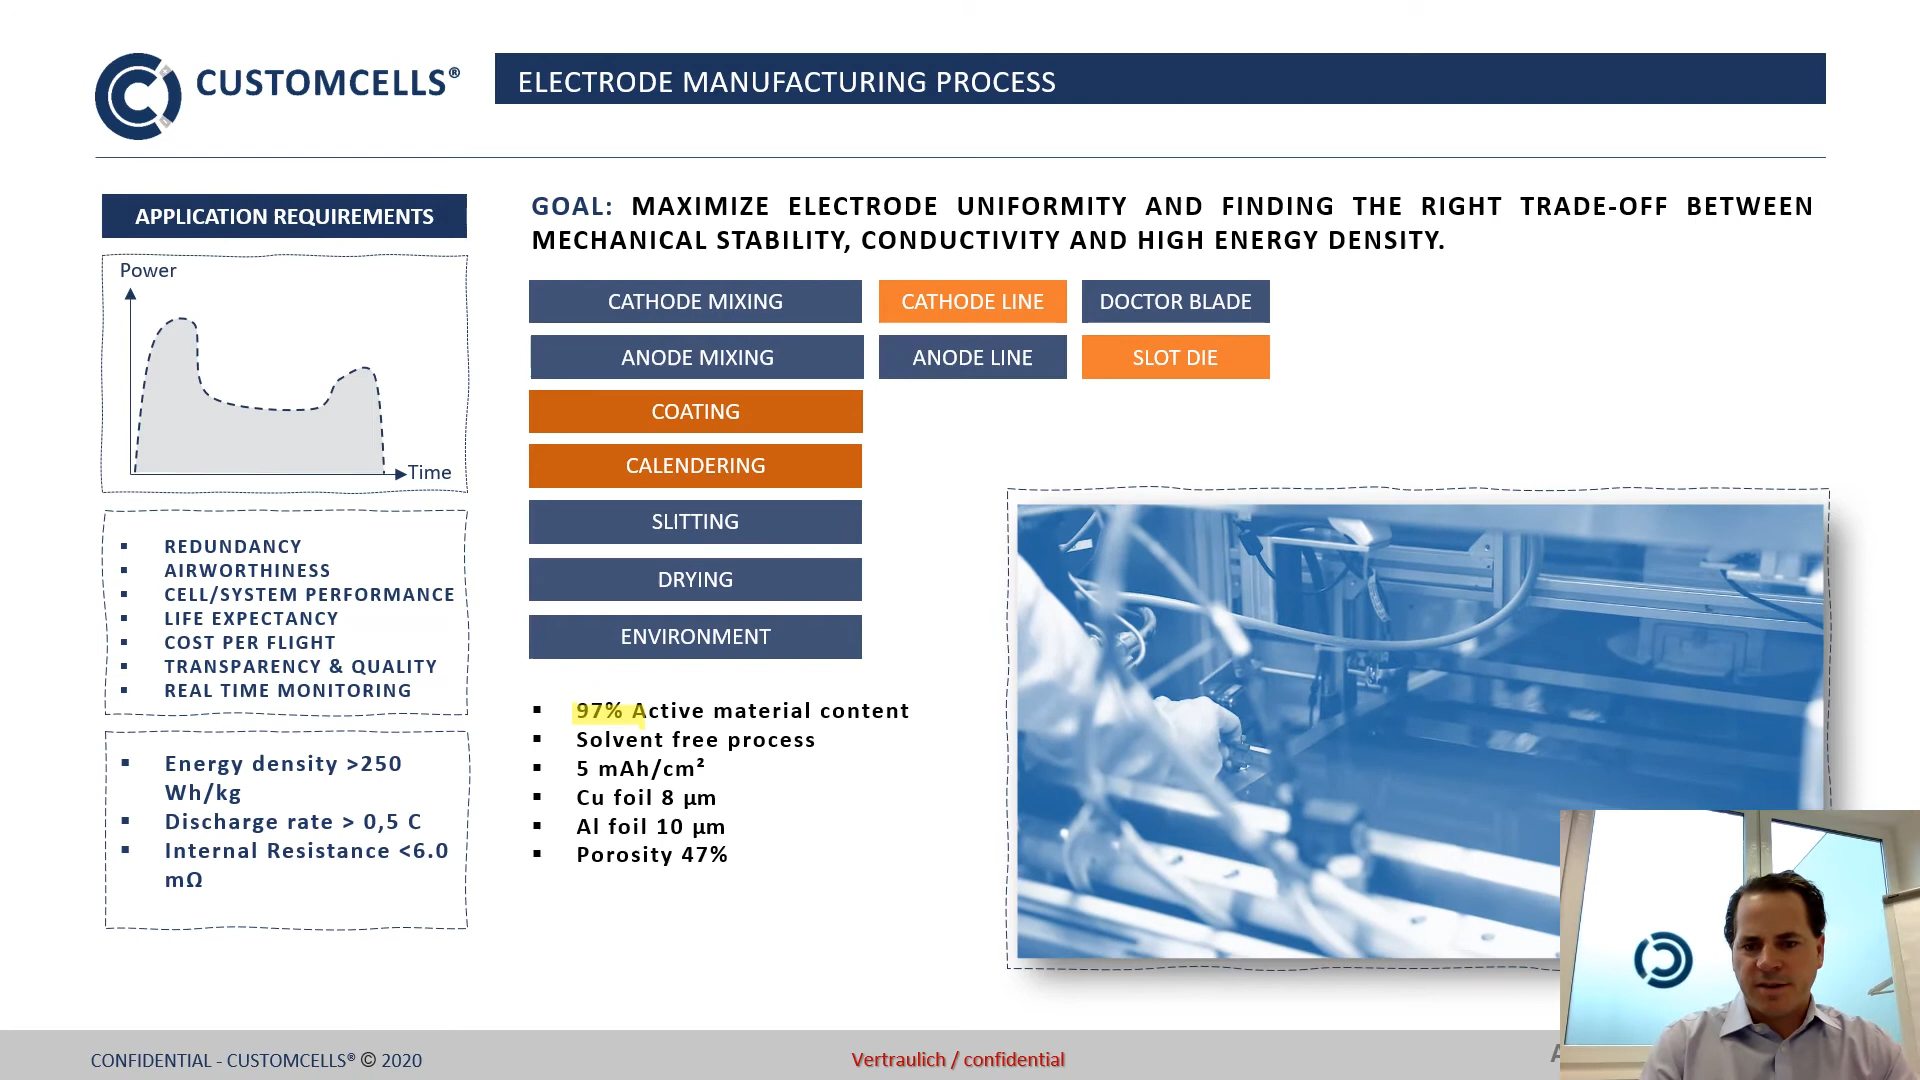 CUSTOMCELLS®
ELECTRODE MANUFACTURING PROCESS
APPLICATION REQUIREMENTS
Power
Time
▪ REDUNDANCY
▪ AIRWORTHINESS
▪ CELL/SYSTEM PERFORMANCE
▪ LIFE EXPECTANCY
▪ COST PER FLIGHT
▪ TRANSPARENCY & QUALITY
▪ REAL TIME MONITORING
▪ Energy density >250
Wh/kg
▪ Discharge rate > 0,5 C
▪ Internal Resistance <6.0
mΩ
GOAL: MAXIMIZE ELECTRODE UNIFORMITY AND FINDING THE RIGHT TRADE-OFF BETWEEN
MECHANICAL STABILITY, CONDUCTIVITY AND HIGH ENERGY DENSITY.
CATHODE MIXING
CATHODE LINE
DOCTOR BLADE
ANODE MIXING
ANODE LINE
SLOT DIE
COATING
CALENDERING
SLITTING
DRYING
ENVIRONMENT
▪ 97% Active material content
▪ Solvent free process
▪ 5 mAh/cm²
▪ Cu foil 8 µm
▪ Al foil 10 µm
▪ Porosity 47%
CONFIDENTIAL - CUSTOMCELLS® © 2020
Vertraulich / confidential